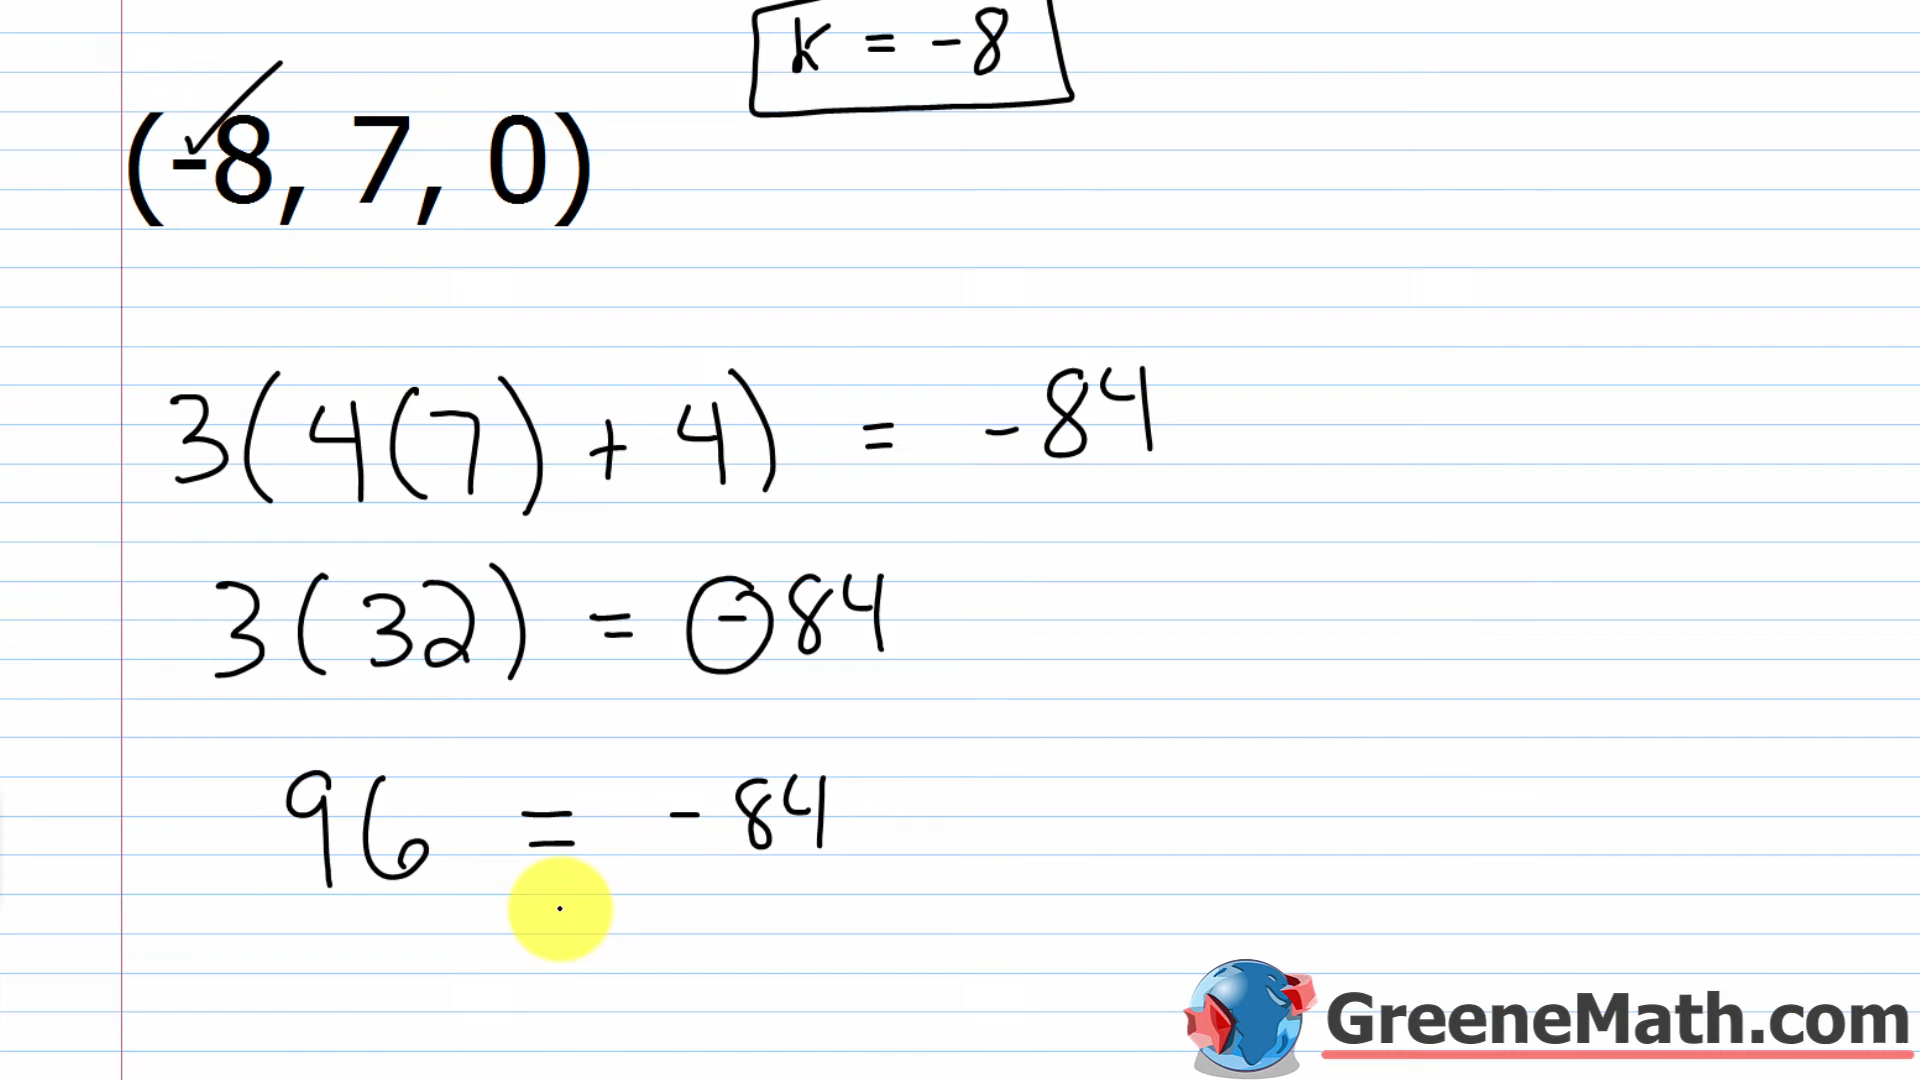 k = -8
(-8, 7, 0)
3(4(7) + 4) = -84
3(32) = -84
96 = -84
GreeneMath.com